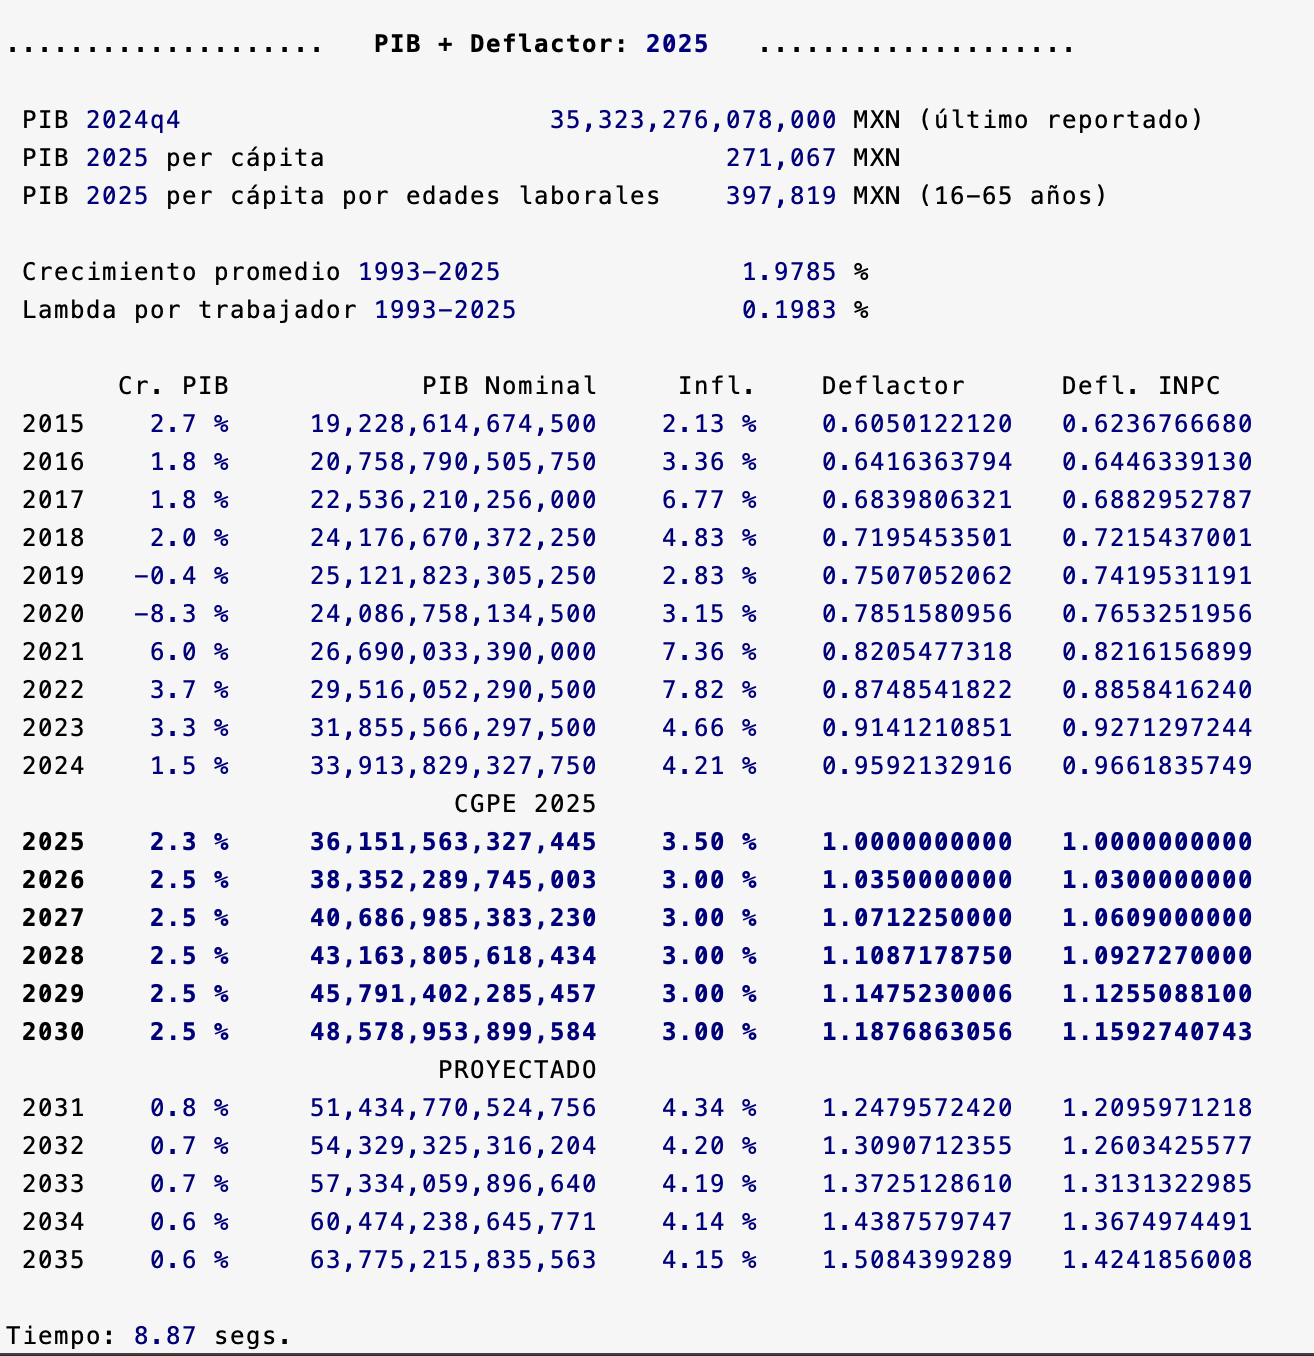 ....................   PIB + Deflactor: 2025   ....................
PIB 2024q4   35,323,276,078,000 MXN (último reportado)
PIB 2025 per cápita   271,067 MXN
PIB 2025 per cápita por edades laborales   397,819 MXN (16-65 años)
Crecimiento promedio 1993-2025   1.9785 %
Lambda por trabajador 1993-2025   0.1983 %
Cr. PIB   PIB Nominal   Infl.   Deflactor   Defl. INPC
2015   2.7 %   19,228,614,674,500   2.13 %   0.6050122120   0.6236766680
2016   1.8 %   20,758,790,505,750   3.36 %   0.6416363794   0.6446339130
2017   1.8 %   22,536,210,256,000   6.77 %   0.6839806321   0.6882952787
2018   2.0 %   24,176,670,372,250   4.83 %   0.7195453501   0.7215437001
2019   -0.4 %   25,121,823,305,250   2.83 %   0.7507052062   0.7419531191
2020   -8.3 %   24,086,758,134,500   3.15 %   0.7851580956   0.7653251956
2021   6.0 %   26,690,033,390,000   7.36 %   0.8205477318   0.8216156899
2022   3.7 %   29,516,052,290,500   7.82 %   0.8748541822   0.8858416240
2023   3.3 %   31,855,566,297,500   4.66 %   0.9141210851   0.9271297244
2024   1.5 %   33,913,829,327,750   4.21 %   0.9592132916   0.9661835749
CGPE 2025
2025   2.3 %   36,151,563,327,445   3.50 %   1.0000000000   1.0000000000
2026   2.5 %   38,352,289,745,003   3.00 %   1.0350000000   1.0300000000
2027   2.5 %   40,686,985,383,230   3.00 %   1.0712250000   1.0609000000
2028   2.5 %   43,163,805,618,434   3.00 %   1.1087178750   1.0927270000
2029   2.5 %   45,791,402,285,457   3.00 %   1.1475230006   1.1255088100
2030   2.5 %   48,578,953,899,584   3.00 %   1.1876863056   1.1592740743
PROYECTADO
2031   0.8 %   51,434,770,524,756   4.34 %   1.2479572420   1.2095971218
2032   0.7 %   54,329,325,316,204   4.20 %   1.3090712355   1.2603425577
2033   0.7 %   57,334,059,896,640   4.19 %   1.3725128610   1.3131322985
2034   0.6 %   60,474,238,645,771   4.14 %   1.4387579747   1.3674974491
2035   0.6 %   63,775,215,835,563   4.15 %   1.5084399289   1.4241856008
Tiempo: 8.87 segs.